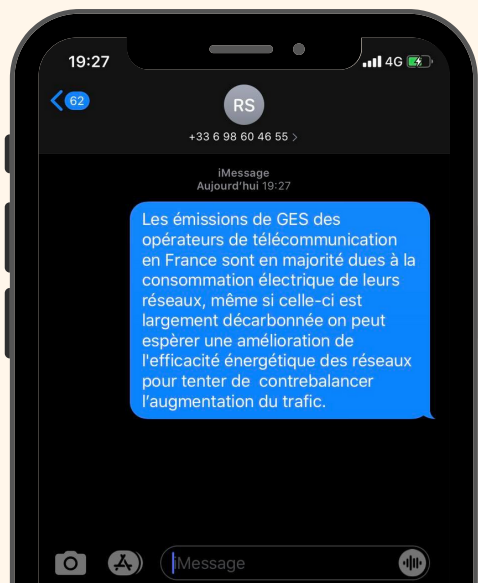 19:27
4G
62
RS
+33 6 98 60 46 55 >
iMessage
Aujourd'hui 19:27
Les émissions de GES des
opérateurs de télécommunication
en France sont en majorité dues à la
consommation électrique de leurs
réseaux, même si celle-ci est
largement décarbonnée on peut
espèrer une amélioration de
l'efficacité énergétique des réseaux
pour tenter de  contrebalancer
l’augmentation du trafic.
iMessage